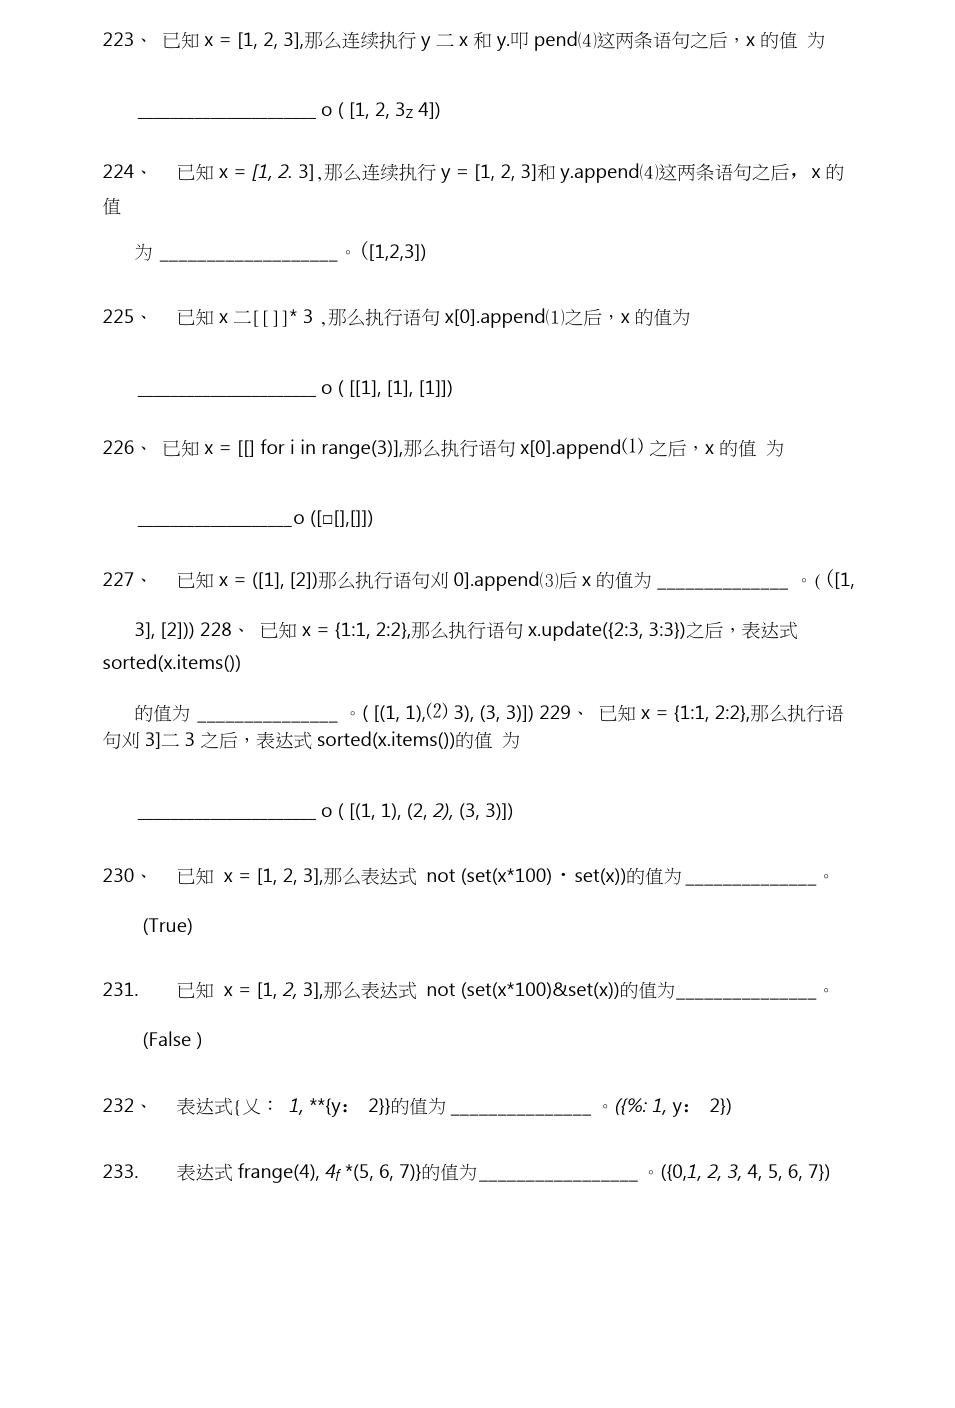 223、 已知 x = [1, 2, 3],那么连续执行 y 二 x 和 y.叩 pend⑷这两条语句之后，x 的值 为
___________________ o ( [1, 2, 3z 4])
224、 已知 x = [1, 2. 3],那么连续执行 y = [1, 2, 3]和 y.append⑷这两条语句之后，x 的
值
为 ___________________。([1,2,3])
225、 已知 x 二[ [ ] ]* 3 ,那么执行语句 x[0].append⑴之后，x 的值为
___________________ o ( [[1], [1], [1]])
226、 已知 x = [[] for i in range(3)],那么执行语句 x[0].append⑴ 之后，x 的值 为
_________________o ([□[],[]])
227、 已知 x = ([1], [2])那么执行语句刈 0].append⑶后 x 的值为 ______________ 。( ([1,
3], [2])) 228、 已知 x = {1:1, 2:2},那么执行语句 x.update({2:3, 3:3})之后，表达式
sorted(x.items())
的值为 _______________ 。( [(1, 1),⑵ 3), (3, 3)]) 229、 已知 x = {1:1, 2:2},那么执行语
句刈 3]二 3 之后，表达式 sorted(x.items())的值 为
___________________ o ( [(1, 1), (2, 2), (3, 3)])
230、 已知 x = [1, 2, 3],那么表达式 not (set(x*100)・set(x))的值为______________。
(True)
231. 已知 x = [1, 2, 3],那么表达式 not (set(x*100)&set(x))的值为_______________。
(False )
232、 表达式{乂： 1, **{y： 2}}的值为 _______________ 。({%: 1, y： 2})
233. 表达式 frange(4), 4f *(5, 6, 7)}的值为_________________ 。({0,1, 2, 3, 4, 5, 6, 7})